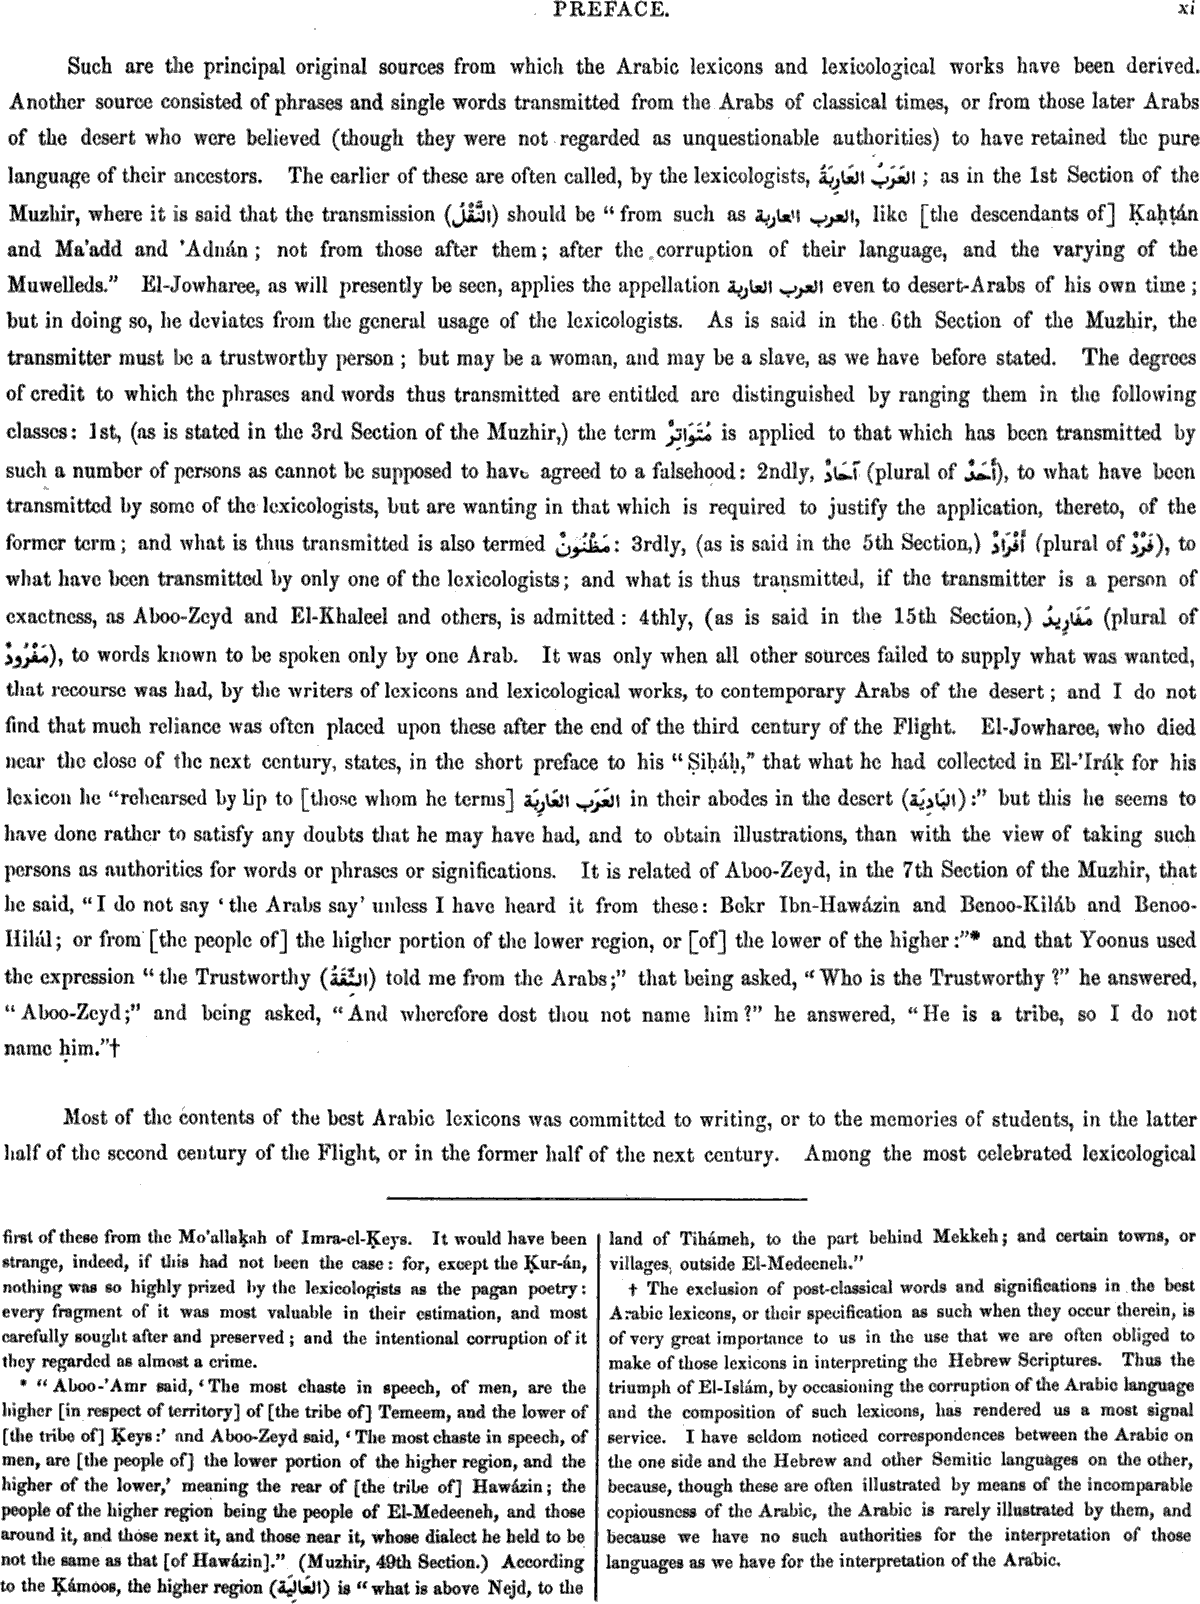 PREFACE. xi
Such are the principal original sources from which the Arabic lexicons and lexicological works have been derived.
Another source consisted of phrases and single words transmitted from the Arabs of classical times, or from those later Arabs
of the desert who were believed (though they were not regarded as unquestionable authorities) to have retained the pure
language of their ancestors. The earlier of these are often called, by the lexicologists, العَرَبُ العَارِبَةُ ; as in the 1st Section of the
Muzhir, where it is said that the transmission (النَّقْلُ) should be “ from such as العرب العاربة, like [the descendants of] Ḳaḥṭán
and Ma'add and 'Adnán ; not from those after them ; after the corruption of their language, and the varying of the
Muwelleds.” El-Jowharee, as will presently be seen, applies the appellation العرب العاربة even to desert-Arabs of his own time ;
but in doing so, he deviates from the general usage of the lexicologists. As is said in the 6th Section of the Muzhir, the
transmitter must be a trustworthy person ; but may be a woman, and may be a slave, as we have before stated. The degrees
of credit to which the phrases and words thus transmitted are entitled are distinguished by ranging them in the following
classes: 1st, (as is stated in the 3rd Section of the Muzhir,) the term مُتَوَاتِرٌ is applied to that which has been transmitted by
such a number of persons as cannot be supposed to have agreed to a falsehood: 2ndly, آحَادٌ (plural of أَحَدٌ), to what have been
transmitted by some of the lexicologists, but are wanting in that which is required to justify the application, thereto, of the
former term ; and what is thus transmitted is also termed مَظْنُونٌ: 3rdly, (as is said in the 5th Section,) أَفْرَادٌ (plural of فَرْدٌ), to
what have been transmitted by only one of the lexicologists ; and what is thus transmitted, if the transmitter is a person of
exactness, as Aboo-Zeyd and El-Khaleel and others, is admitted : 4thly, (as is said in the 15th Section,) مَفَارِيدُ (plural of
مَفْرُودٌ), to words known to be spoken only by one Arab. It was only when all other sources failed to supply what was wanted,
that recourse was had, by the writers of lexicons and lexicological works, to contemporary Arabs of the desert ; and I do not
find that much reliance was often placed upon these after the end of the third century of the Flight. El-Jowharee, who died
near the close of the next century, states, in the short preface to his “ Ṣiḥáḥ,” that what he had collected in El-'Iráḳ for his
lexicon he “rehearsed by lip to [those whom he terms] العَرَب العَارِبَة in their abodes in the desert (البَادِيَة) :” but this he seems to
have done rather to satisfy any doubts that he may have had, and to obtain illustrations, than with the view of taking such
persons as authorities for words or phrases or significations. It is related of Aboo-Zeyd, in the 7th Section of the Muzhir, that
he said, “ I do not say ‘ the Arabs say’ unless I have heard it from these: Bekr Ibn-Hawázin and Benoo-Kiláb and Benoo-
Hilál ; or from [the people of] the higher portion of the lower region, or [of] the lower of the higher :”* and that Yoonus used
the expression “ the Trustworthy (الثِّقَةُ) told me from the Arabs ;” that being asked, “ Who is the Trustworthy ?” he answered,
“ Aboo-Zeyd ;” and being asked, “ And wherefore dost thou not name him ?” he answered, “ He is a tribe, so I do not
name him.”†
Most of the contents of the best Arabic lexicons was committed to writing, or to the memories of students, in the latter
half of the second century of the Flight, or in the former half of the next century. Among the most celebrated lexicological
first of these from the Mo'allaḳah of Imra-el-Ḳeys. It would have been
strange, indeed, if this had not been the case : for, except the Ḳur-án,
nothing was so highly prized by the lexicologists as the pagan poetry :
every fragment of it was most valuable in their estimation, and most
carefully sought after and preserved ; and the intentional corruption of it
they regarded as almost a crime.
* “ Aboo-'Amr said, ‘ The most chaste in speech, of men, are the
higher [in respect of territory] of [the tribe of] Temeem, and the lower of
[the tribe of] Ḳeys :’ and Aboo-Zeyd said, ‘ The most chaste in speech, of
men, are [the people of] the lower portion of the higher region, and the
higher of the lower,’ meaning the rear of [the tribe of] Hawázin ; the
people of the higher region being the people of El-Medeeneh, and those
around it, and those next it, and those near it, whose dialect he held to be
not the same as that [of Hawázin].” (Muzhir, 49th Section.) According
to the Ḳámoos, the higher region (العَالِيَة) is “ what is above Nejd, to the
land of Tihámeh, to the part behind Mekkeh ; and certain towns, or
villages, outside El-Medeeneh.”
† The exclusion of post-classical words and significations in the best
Arabic lexicons, or their specification as such when they occur therein, is
of very great importance to us in the use that we are often obliged to
make of those lexicons in interpreting the Hebrew Scriptures. Thus the
triumph of El-Islám, by occasioning the corruption of the Arabic language
and the composition of such lexicons, has rendered us a most signal
service. I have seldom noticed correspondences between the Arabic on
the one side and the Hebrew and other Semitic languages on the other,
because, though these are often illustrated by means of the incomparable
copiousness of the Arabic, the Arabic is rarely illustrated by them, and
because we have no such authorities for the interpretation of those
languages as we have for the interpretation of the Arabic.